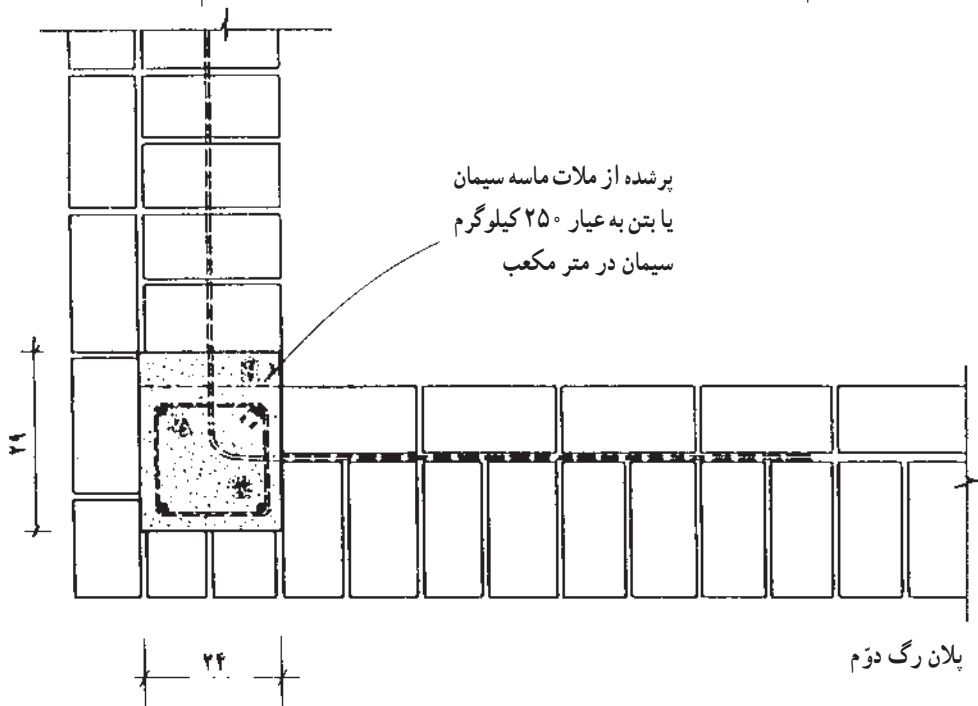 پرشده از ملات ماسه سیمان
یا بتن به عیار ۲۵۰ کیلوگرم
سیمان در متر مکعب
۲۹
۲۴
پلان رگ دوّم